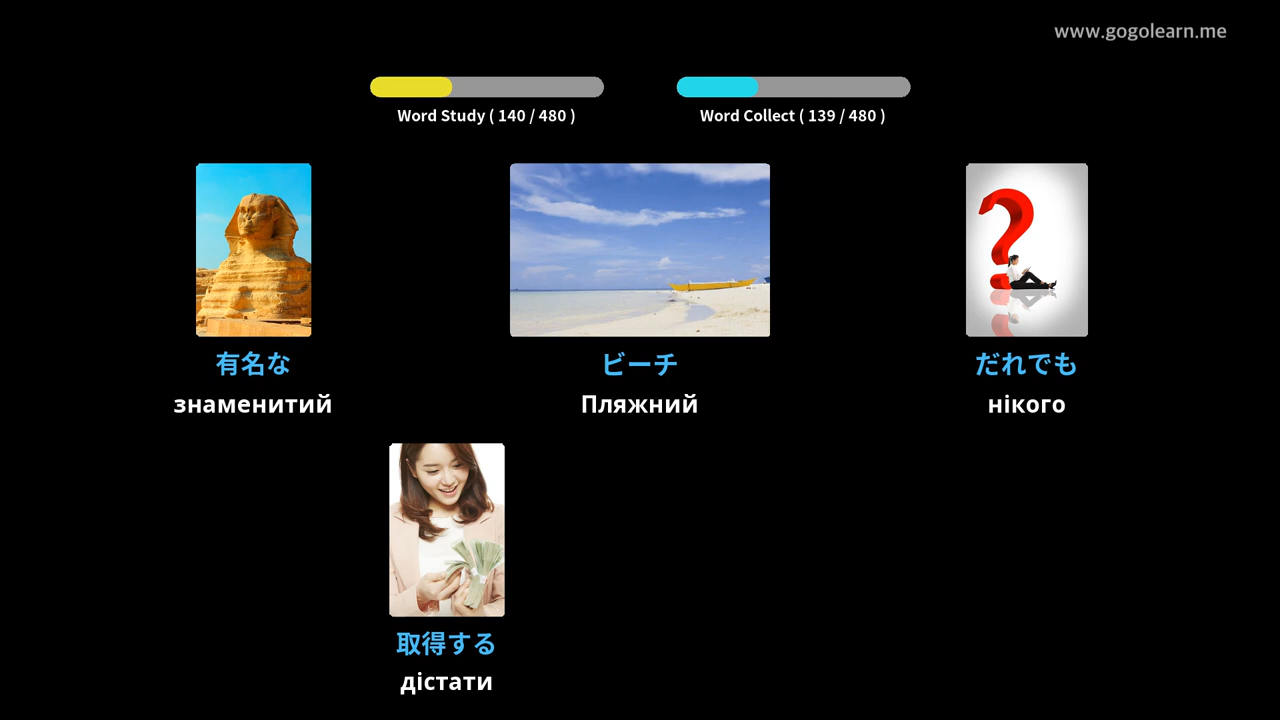 www.gogolearn.me
Word Study ( 140 / 480 )
Word Collect ( 139 / 480 )
有名な
знаменитий
ビーチ
Пляжний
だれでも
нікого
取得する
дістати